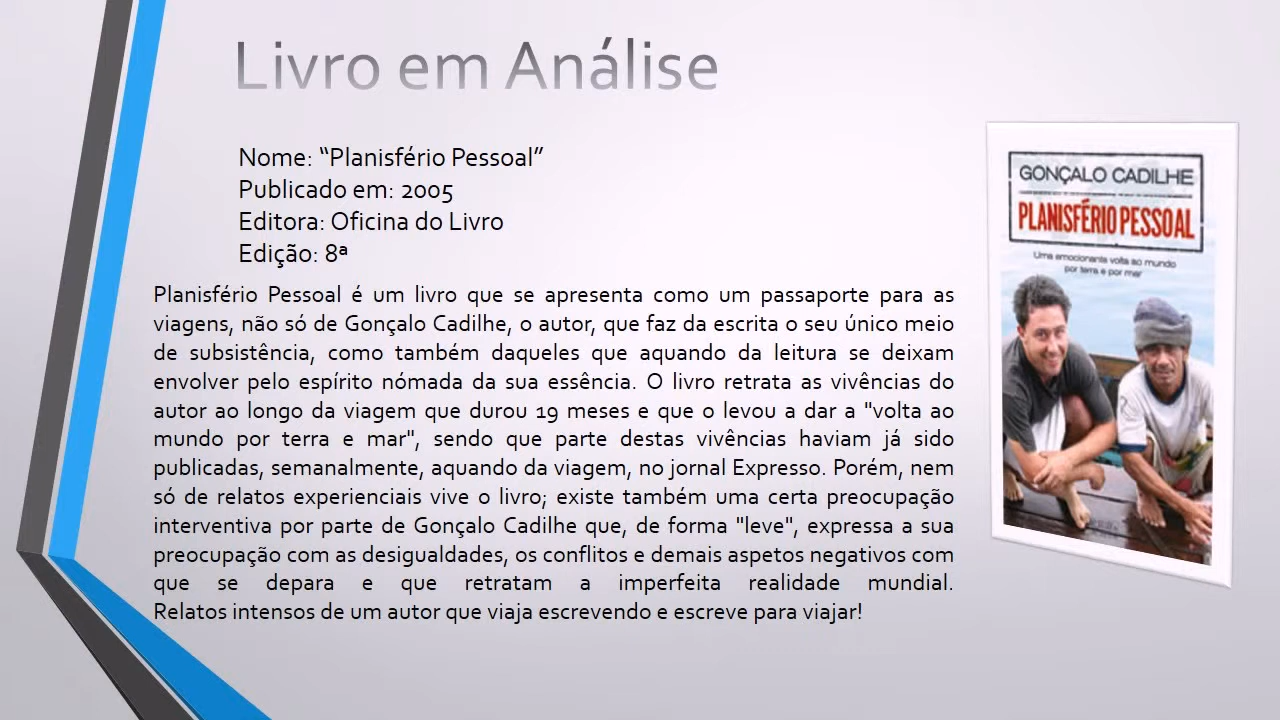 Livro em Análise
Nome: “Planisfério Pessoal”
Publicado em: 2005
Editora: Oficina do Livro
Edição: 8ª
Planisfério Pessoal é um livro que se apresenta como um passaporte para as
viagens, não só de Gonçalo Cadilhe, o autor, que faz da escrita o seu único meio
de subsistência, como também daqueles que aquando da leitura se deixam
envolver pelo espírito nómada da sua essência. O livro retrata as vivências do
autor ao longo da viagem que durou 19 meses e que o levou a dar a "volta ao
mundo por terra e mar", sendo que parte destas vivências haviam já sido
publicadas, semanalmente, aquando da viagem, no jornal Expresso. Porém, nem
só de relatos experienciais vive o livro; existe também uma certa preocupação
interventiva por parte de Gonçalo Cadilhe que, de forma "leve", expressa a sua
preocupação com as desigualdades, os conflitos e demais aspetos negativos com
que se depara e que retratam a imperfeita realidade mundial.
Relatos intensos de um autor que viaja escrevendo e escreve para viajar!
GONÇALO CADILHE
PLANISFÉRIO PESSOAL
Uma emocionante volta ao mundo
por terra e por mar